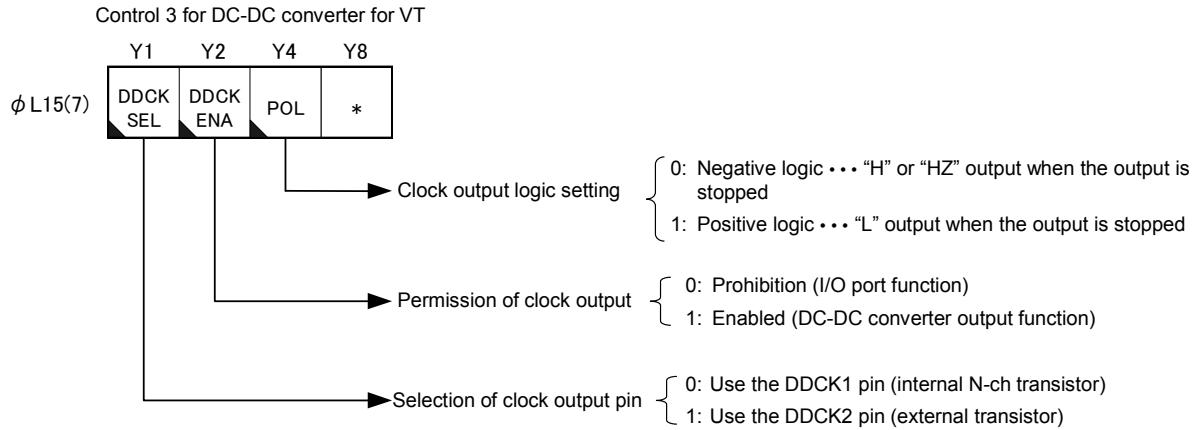 Control 3 for DC-DC converter for VT
Y1 Y2 Y4 Y8
ϕL15(7)
DDCK SEL
DDCK ENA
POL
*
Clock output logic setting
0: Negative logic ••• “H” or “HZ” output when the output is
stopped
1: Positive logic ••• “L” output when the output is stopped
Permission of clock output
0: Prohibition (I/O port function)
1: Enabled (DC-DC converter output function)
Selection of clock output pin
0: Use the DDCK1 pin (internal N-ch transistor)
1: Use the DDCK2 pin (external transistor)